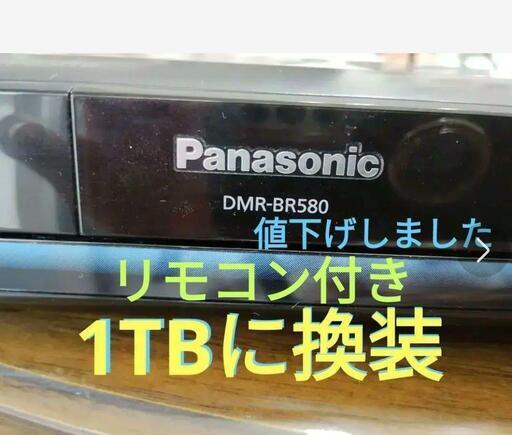 Panasonic
DMR-BR580
値下げしました
リモコン付き
1TBに換装